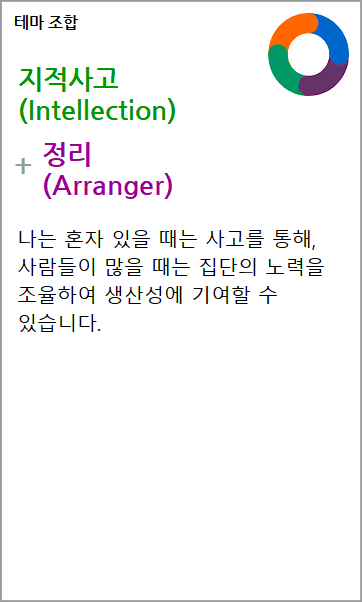 테마 조합
지적사고
(Intellection)
+ 정리
(Arranger)
나는 혼자 있을 때는 사고를 통해,
사람들이 많을 때는 집단의 노력을
조율하여 생산성에 기여할 수
있습니다.